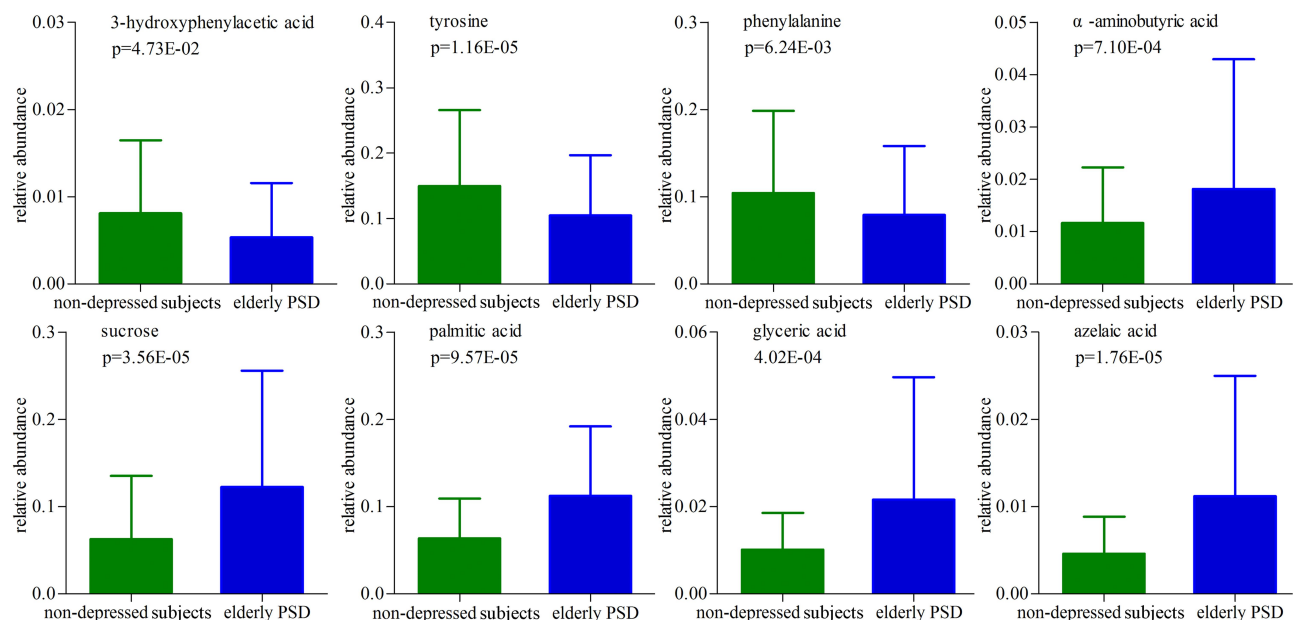 3-hydroxyphenylacetic acid
p=4.73E-02
relative abundance
0.03
0.02
0.01
0.00
non-depressed subjects
elderly PSD
tyrosine
p=1.16E-05
relative abundance
0.4
0.3
0.2
0.1
0.0
non-depressed subjects
elderly PSD
phenylalanine
p=6.24E-03
relative abundance
0.3
0.2
0.1
0.0
non-depressed subjects
elderly PSD
α -aminobutyric acid
p=7.10E-04
relative abundance
0.05
0.04
0.03
0.02
0.01
0.00
non-depressed subjects
elderly PSD
sucrose
p=3.56E-05
relative abundance
0.3
0.2
0.1
0.0
non-depressed subjects
elderly PSD
palmitic acid
p=9.57E-05
relative abundance
0.3
0.2
0.1
0.0
non-depressed subjects
elderly PSD
glyceric acid
4.02E-04
relative abundance
0.06
0.04
0.02
0.00
non-depressed subjects
elderly PSD
azelaic acid
p=1.76E-05
relative abundance
0.03
0.02
0.01
0.00
non-depressed subjects
elderly PSD